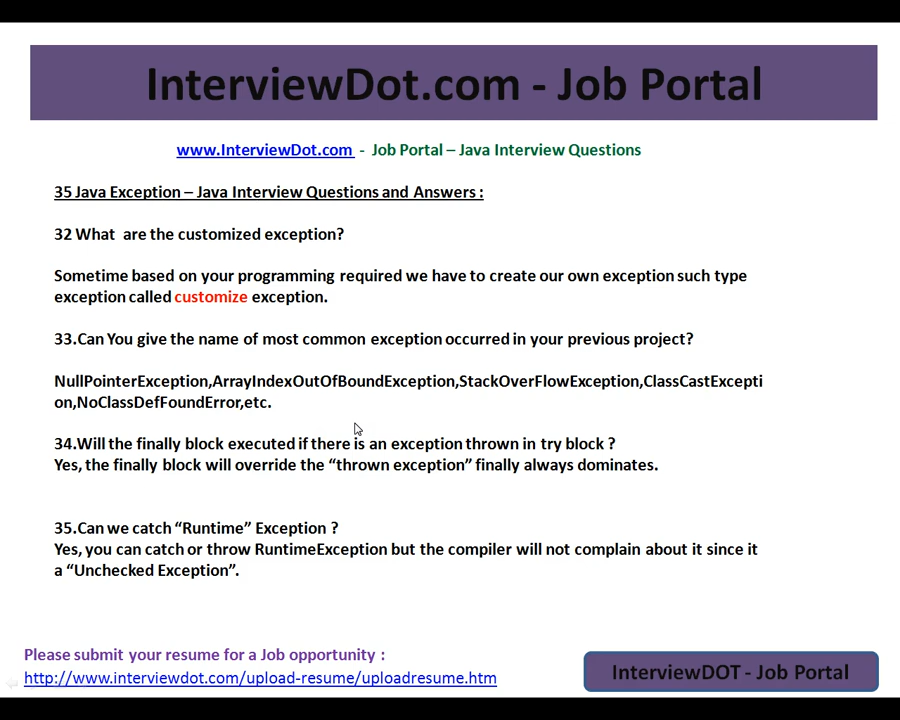 InterviewDot.com - Job Portal
www.InterviewDot.com - Job Portal – Java Interview Questions
35 Java Exception – Java Interview Questions and Answers :
32 What are the customized exception?
Sometime based on your programming required we have to create our own exception such type
exception called customize exception.
33.Can You give the name of most common exception occurred in your previous project?
NullPointerException,ArrayIndexOutOfBoundException,StackOverFlowException,ClassCastExcepti
on,NoClassDefFoundError,etc.
34.Will the finally block executed if there is an exception thrown in try block ?
Yes, the finally block will override the “thrown exception” finally always dominates.
35.Can we catch “Runtime” Exception ?
Yes, you can catch or throw RuntimeException but the compiler will not complain about it since it
a “Unchecked Exception”.
Please submit your resume for a Job opportunity :
http://www.interviewdot.com/upload-resume/uploadresume.htm
InterviewDOT - Job Portal